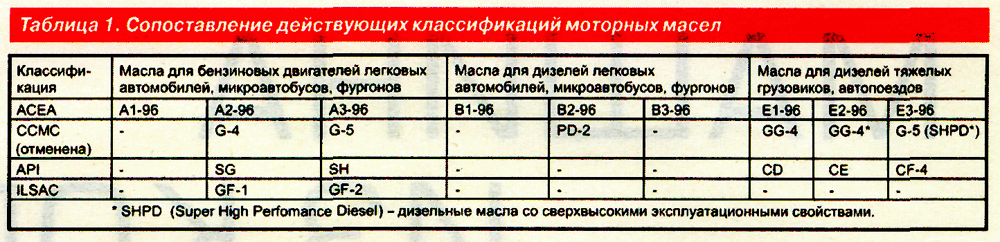 Таблица 1. Сопоставление действующих классификаций моторных масел
Классифи- Масла для бензиновых двигателей легковых Масла для дизелей легковых Масла для дизелей тяжелых
кация автомобилей, микроавтобусов, фургонов автомобилей, микроавтобусов, фургонов грузовиков, автопоездов
ACEA A1-96 A2-96 A3-96 B1-96 B2-96 B3-96 E1-96 E2-96 E3-96
CCMC - G-4 G-5 - PD-2 - GG-4 GG-4* G-5 (SHPD*)
(отменена)
API - SG SH - - - CD CE CF-4
ILSAC - GF-1 GF-2 - - - - - -
* SHPD (Super High Perfomance Diesel) – дизельные масла со сверхвысокими эксплуатационными свойствами.